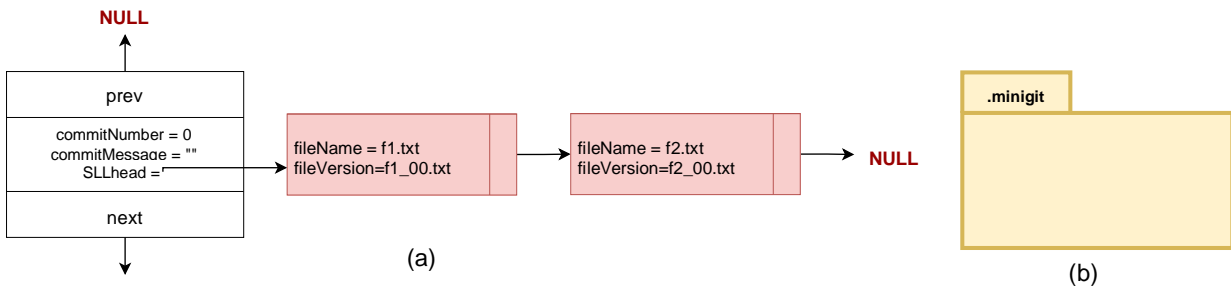 NULL
prev
commitNumber = 0
commitMessage = ""
SLLhead ='
next
fileName = f1.txt
fileVersion=f1_00.txt
fileName = f2.txt
fileVersion=f2_00.txt
NULL
(a)
.minigit
(b)